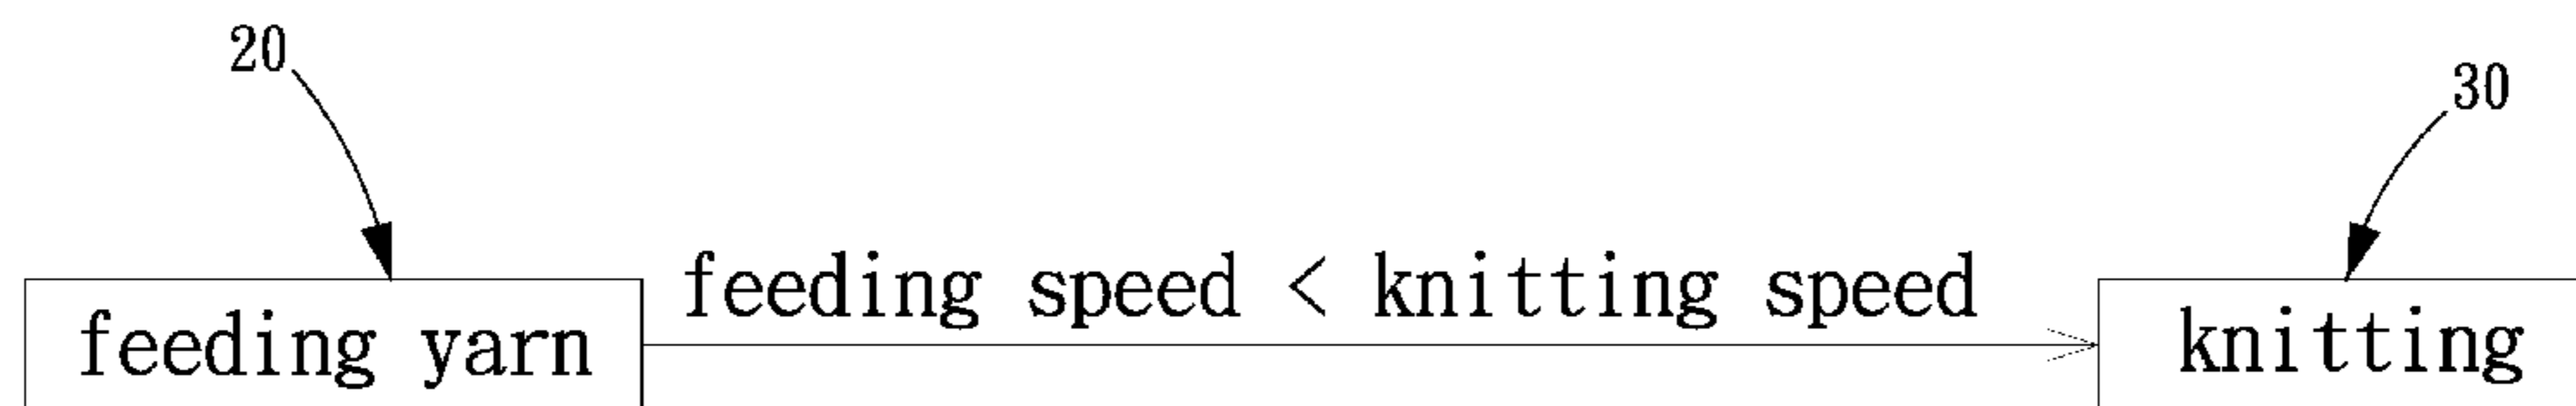 20
30
feeding speed < knitting speed
feeding yarn
knitting